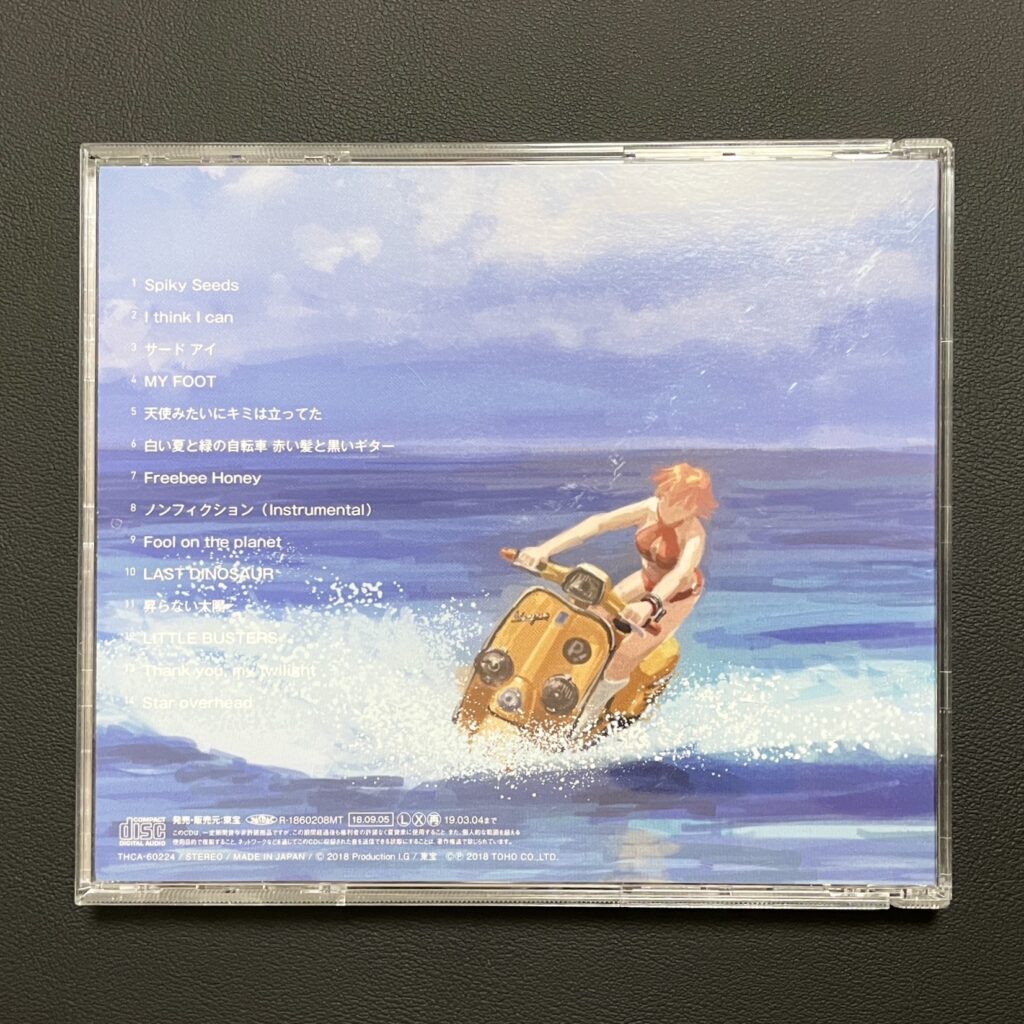 1 Spiky Seeds
2 I think I can
3 サード アイ
4 MY FOOT
5 天使みたいにキミは立ってた
6 白い夏と緑の自転車 赤い髪と黒いギター
7 Freebee Honey
8 ノンフィクション（Instrumental）
9 Fool on the planet
10 LAST DINOSAUR
11 昇らない太陽
12 LITTLE BUSTERS
13 Thank you, my twilight
14 Star overhead
Vespa
COMPACT disc DIGITAL AUDIO
発売・販売元:東宝 R-1860208MT 18.09.05 L X 再 19.03.04まで
THCA-60224 / STEREO / MADE IN JAPAN / © 2018 Production I.G / 東宝 ©℗ 2018 TOHO CO.,LTD.